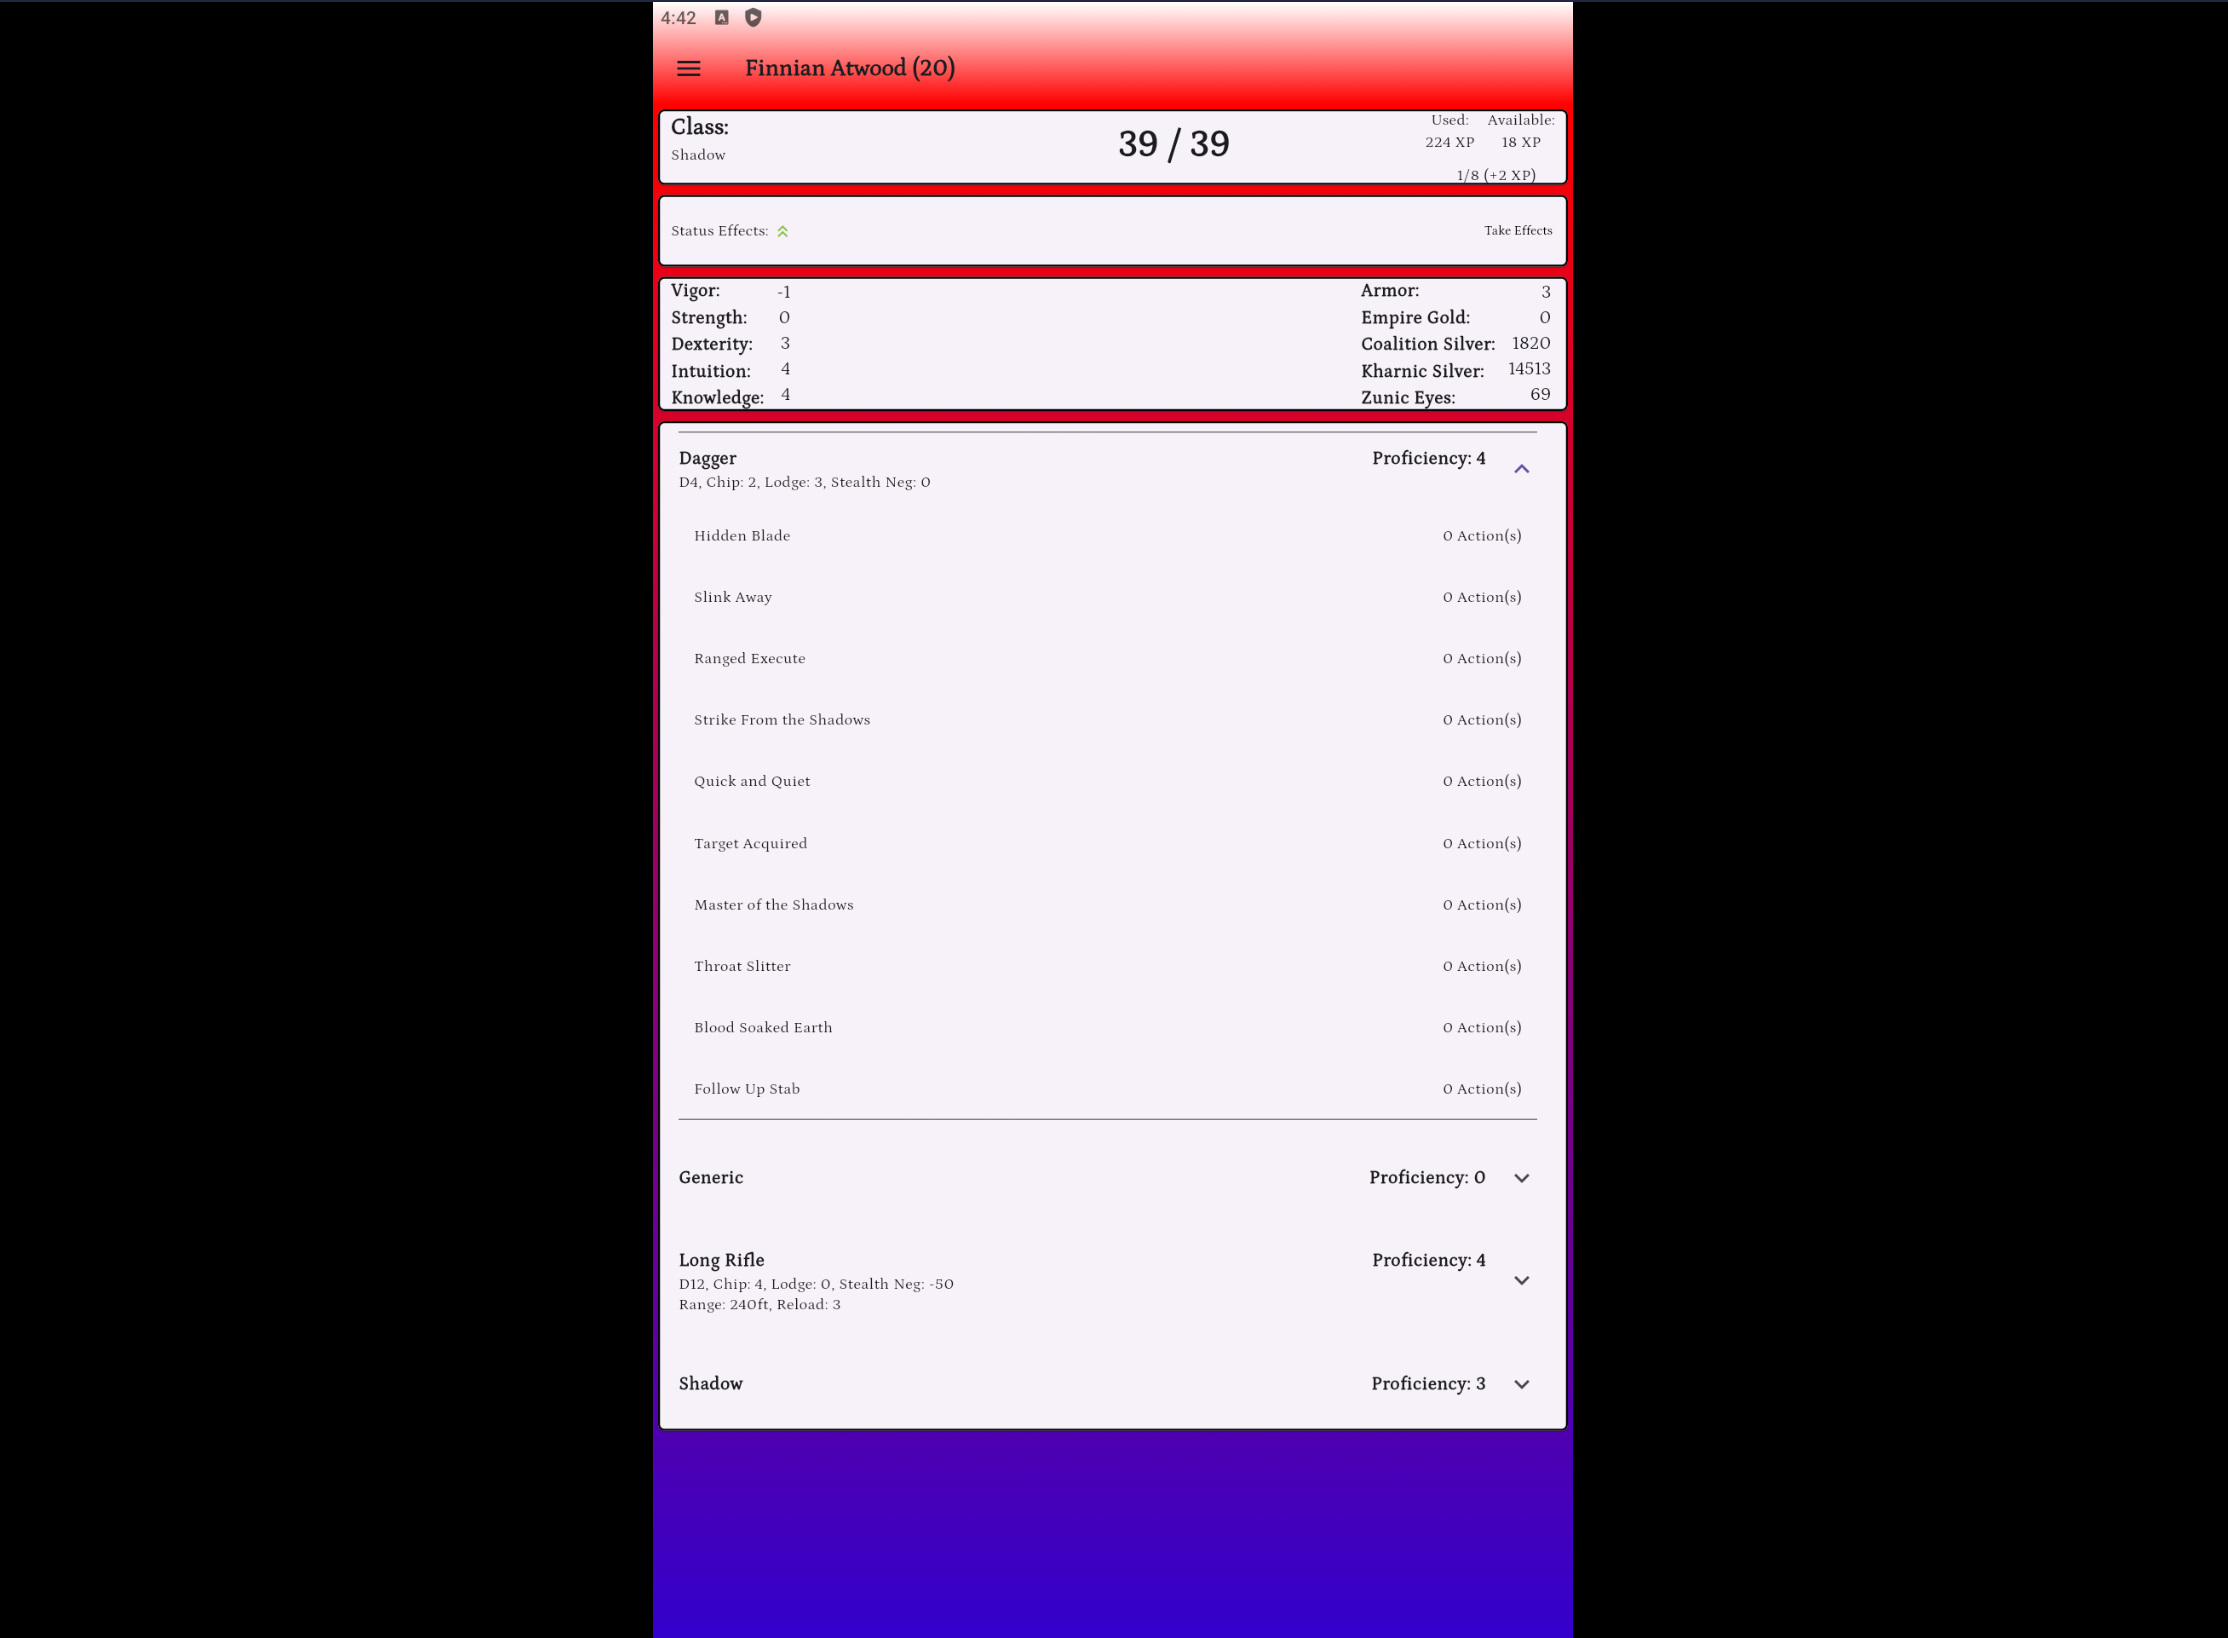 4:42
Finnian Atwood (20)
Class:
Shadow
39 / 39
Used: Available:
224 XP 18 XP
1/8 (+2 XP)
Status Effects:
Take Effects
Vigor: -1
Strength: 0
Dexterity: 3
Intuition: 4
Knowledge: 4
Armor: 3
Empire Gold: 0
Coalition Silver: 1820
Kharnic Silver: 14513
Zunic Eyes: 69
Dagger Proficiency: 4
D4, Chip: 2, Lodge: 3, Stealth Neg: 0
Hidden Blade 0 Action(s)
Slink Away 0 Action(s)
Ranged Execute 0 Action(s)
Strike From the Shadows 0 Action(s)
Quick and Quiet 0 Action(s)
Target Acquired 0 Action(s)
Master of the Shadows 0 Action(s)
Throat Slitter 0 Action(s)
Blood Soaked Earth 0 Action(s)
Follow Up Stab 0 Action(s)
Generic Proficiency: 0
Long Rifle Proficiency: 4
D12, Chip: 4, Lodge: 0, Stealth Neg: -50
Range: 240ft, Reload: 3
Shadow Proficiency: 3